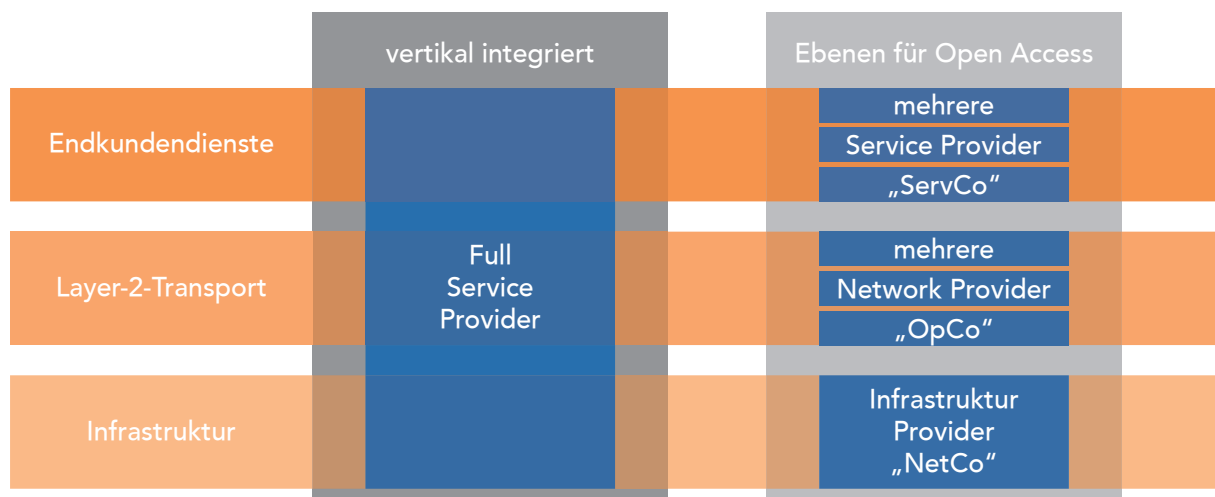 vertikal integriert
Ebenen für Open Access
Endkundendienste
mehrere
Service Provider
„ServCo“
Layer-2-Transport
Full
Service
Provider
mehrere
Network Provider
„OpCo“
Infrastruktur
Infrastruktur
Provider
„NetCo“